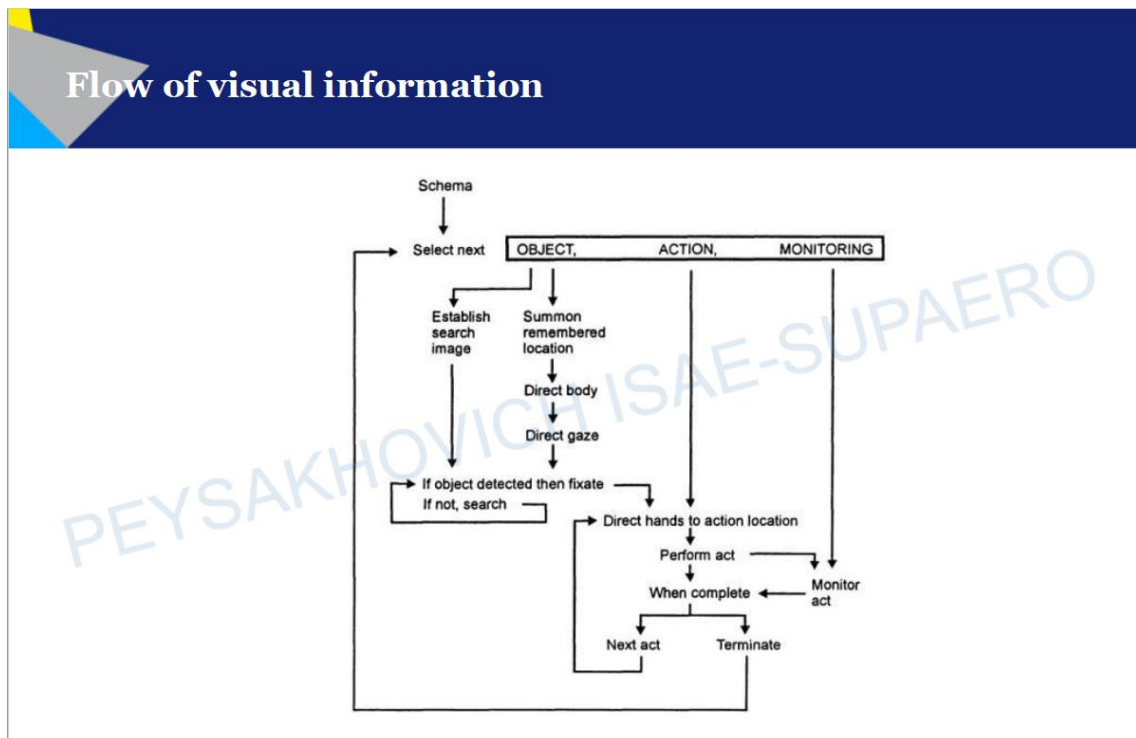 Flow of visual information
Schema
Select next
OBJECT, ACTION, MONITORING
Establish
search
image
Summon
remembered
location
Direct body
Direct gaze
If object detected then fixate
If not, search
Direct hands to action location
Perform act
Monitor
act
When complete
Next act
Terminate
PEYSAKHOVICH ISAE-SUPAERO